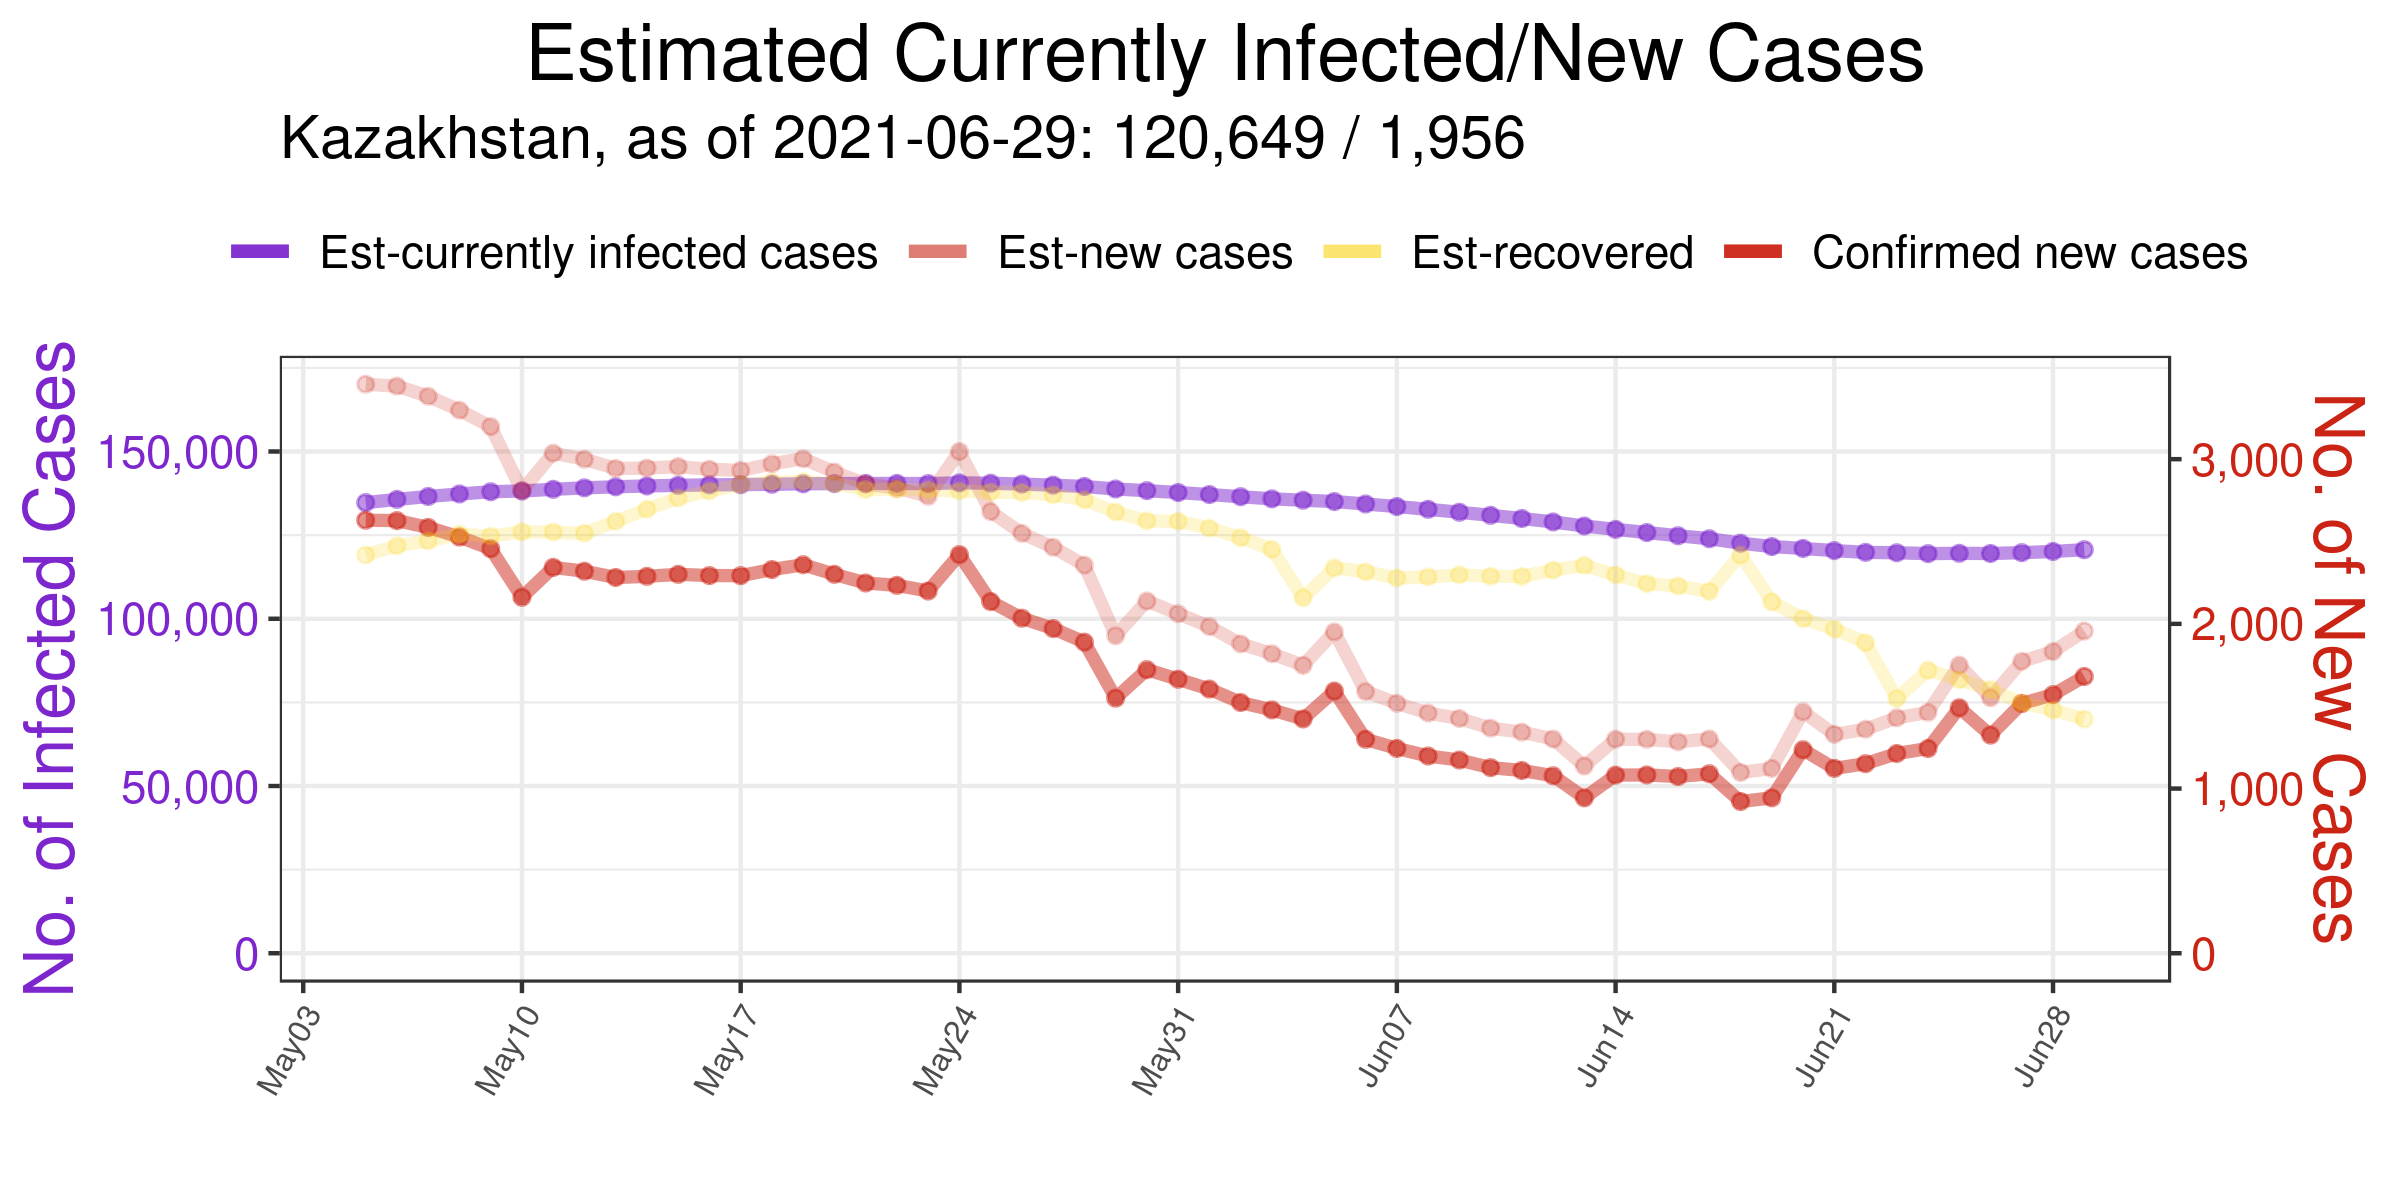 Estimated Currently Infected/New Cases
Kazakhstan, as of 2021-06-29: 120,649 / 1,956
Est-currently infected cases Est-new cases Est-recovered Confirmed new cases
No. of Infected Cases
150,000
100,000
50,000
0
3,000
2,000
1,000
0
No. of New Cases
May03 May10 May17 May24 May31 Jun07 Jun14 Jun21 Jun28